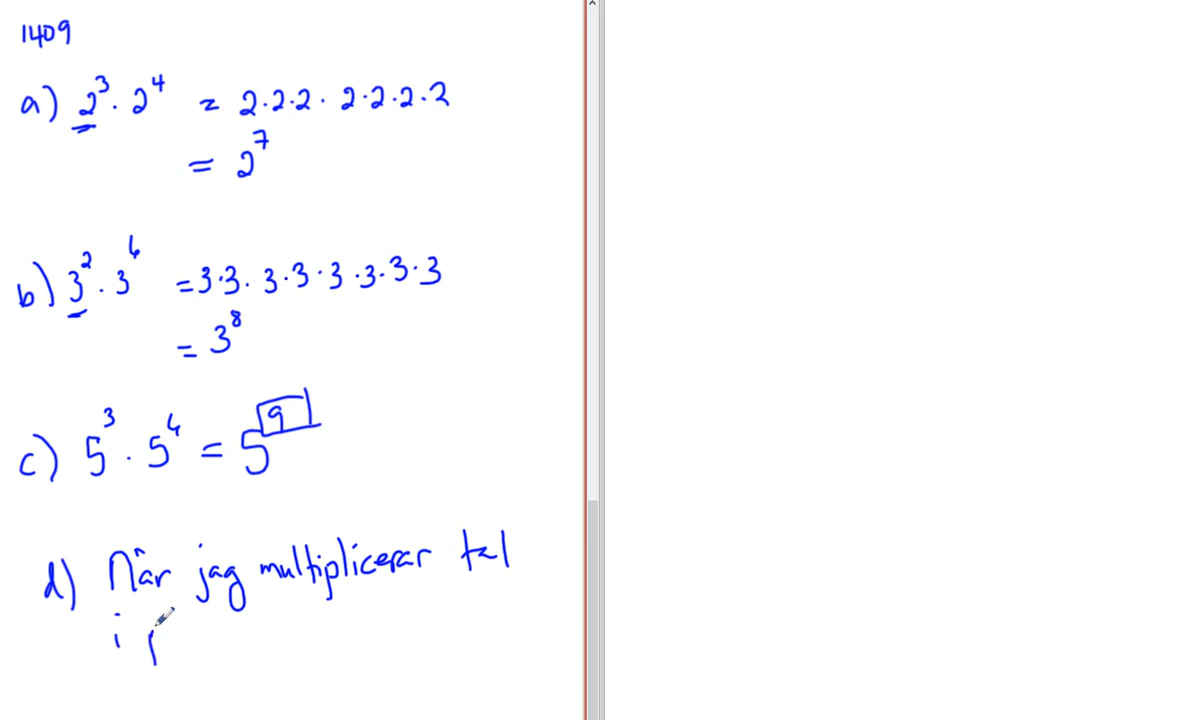 1409
a) 2³ · 2⁴ = 2·2·2· 2·2·2·2
= 2⁷
b) 3² · 3⁶ = 3·3· 3·3·3·3·3·3
= 3⁸
c) 5³ · 5⁴ = 5⁹
d) När jag multiplicerar tal
i p